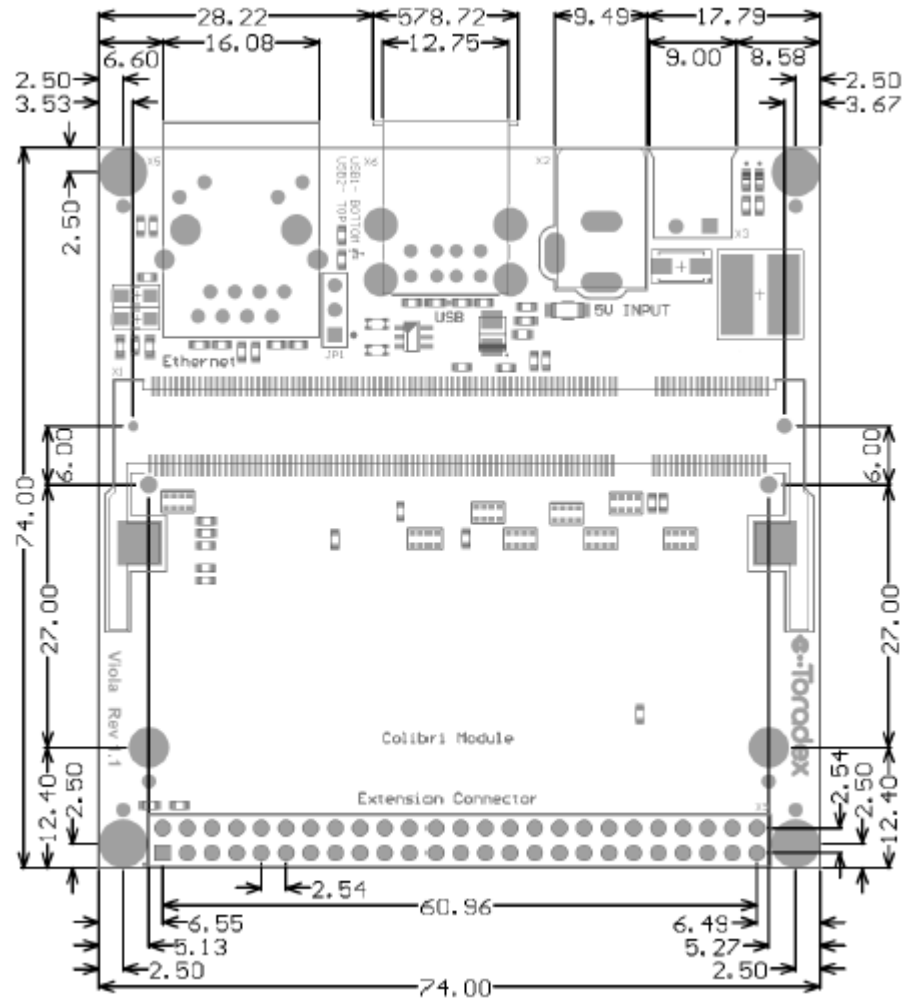 28.22
578.72
9.49
17.79
16.08
12.75
9.00
8.58
6.60
2.50
2.50
3.53
3.67
X5
X6
X2
USB1- BOTTOM
USB2- TOP
2.50
X3
USB
5V INPUT
JP1
Ethernet
X1
6.00
6.00
74.00
27.00
27.00
Viola Rev1.1
Toradex
Colibri Module
Extension Connector
12.40
2.50
2.54
2.50
12.40
2.54
60.96
6.55
6.49
5.13
5.27
2.50
2.50
74.00